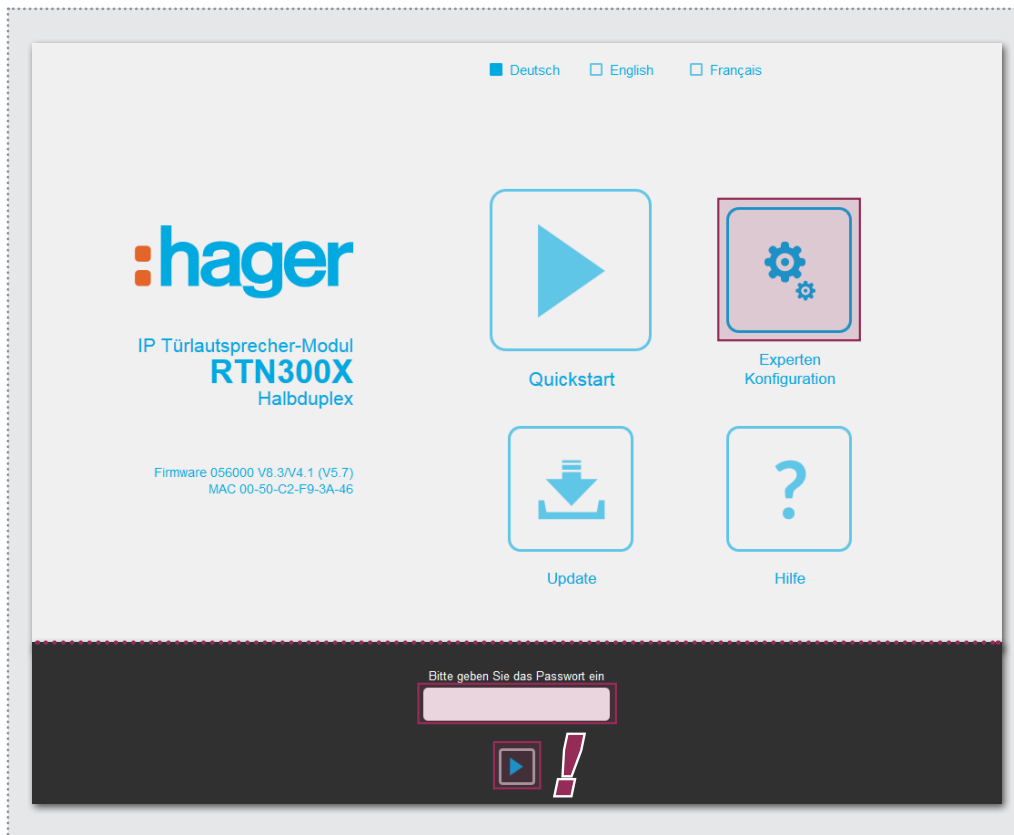 Deutsch English Français
:hager
IP Türlautsprecher-Modul
RTN300X
Halbduplex
Firmware 056000 V8.3/V4.1 (V5.7)
MAC 00-50-C2-F9-3A-46
Quickstart
Experten
Konfiguration
Update
?
Hilfe
Bitte geben Sie das Passwort ein
!